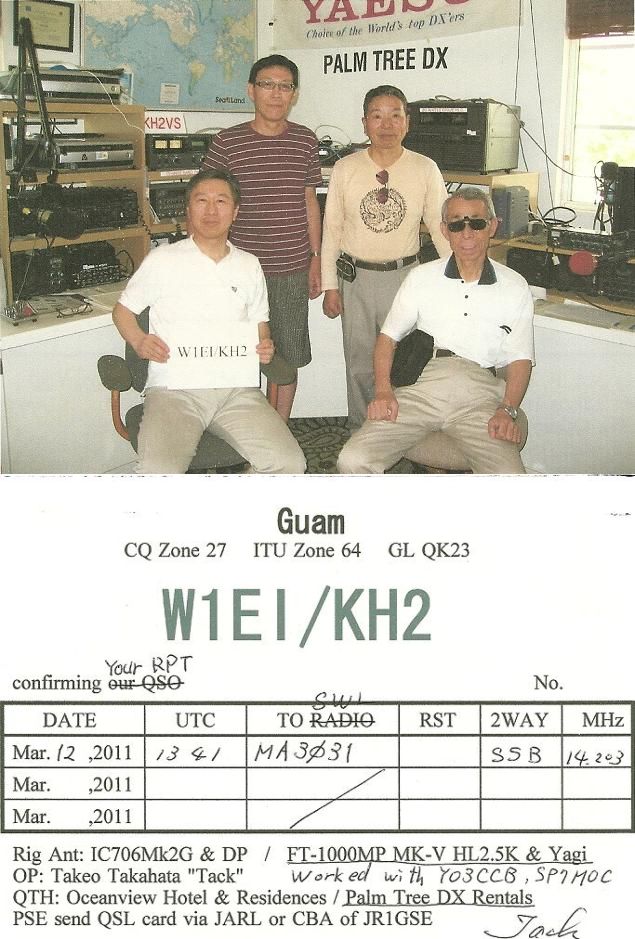 YAESU
Choice of the World's top DX'ers
PALM TREE DX
SeaLand
KH2VS
W1EI/KH2
Guam
CQ Zone 27 ITU Zone 64 GL QK23
W1EI/KH2
Your RPT
confirming our QSO No.
SWL
DATE UTC TO RADIO RST 2WAY MHz
Mar. 12 ,2011 13 41 MA3Ø31 SSB 14.203
Mar. ,2011
Mar. ,2011
Rig Ant: IC706Mk2G & DP / FT-1000MP MK-V HL2.5K & Yagi
OP: Takeo Takahata "Tack" Worked with YO3CCB, SP7MOC
QTH: Oceanview Hotel & Residences / Palm Tree DX Rentals
PSE send QSL card via JARL or CBA of JR1GSE
Tack